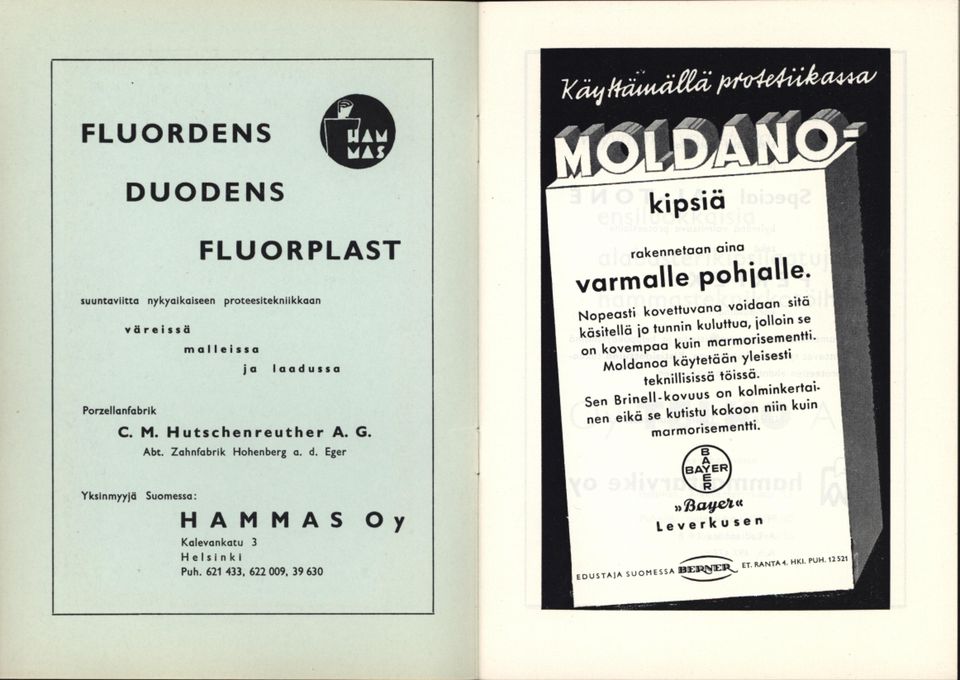 FLUORDENS
HAM
MAS
DUODENS
FLUORPLAST
suuntaviitta nykyaikaiseen proteesitekniikkaan
väreissä
malleissa
ja laadussa
Porzellanfabrik
C. M. Hutschenreuther A. G.
Abt. Zahnfabrik Hohenberg a. d. Eger
Yksinmyyjä Suomessa:
HAMMAS Oy
Kalevankatu 3
Helsinki
Puh. 621 433, 622 009, 39 630
Käyttämällä protetiikassa
MOLDANO-
kipsiä
rakennetaan aina
varmalle pohjalle.
Nopeasti kovettuvana voidaan sitä
käsitellä jo tunnin kuluttua, jolloin se
on kovempaa kuin marmorisementti.
Moldanoa käytetään yleisesti
teknillisissä töissä.
Sen Brinell-kovuus on kolminkertai-
nen eikä se kutistu kokoon niin kuin
marmorisementti.
BAYER
BAYER
»Bayer«
Leverkusen
EDUSTAJA SUOMESSA BERNER ET. RANTA 4. HKI. PUH. 12 521